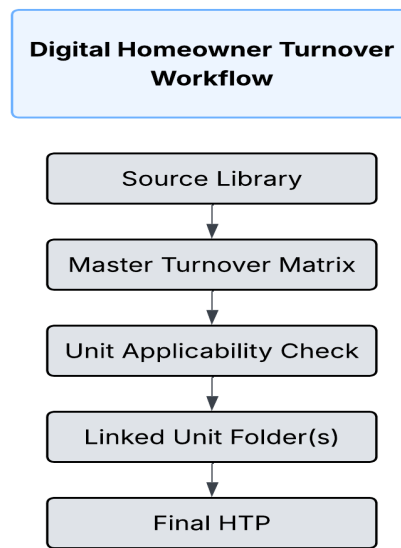 Digital Homeowner Turnover
Workflow
Source Library
Master Turnover Matrix
Unit Applicability Check
Linked Unit Folder(s)
Final HTP